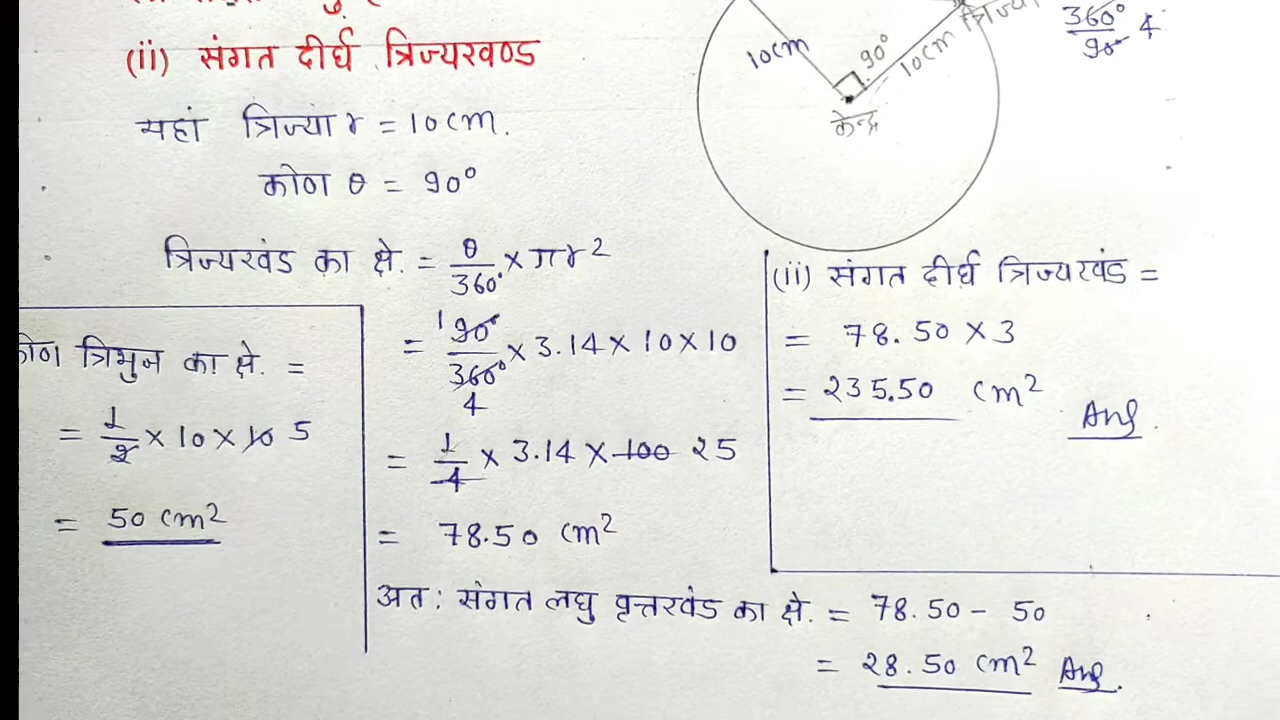 (ii) संगत दीर्घ त्रिज्यखण्ड
यहां त्रिज्या r = 10cm.
कोण θ = 90°
10cm
90°
10cm त्रिज्या
केन्द्र
360°/90° 4
त्रिज्यखंड का क्षे. = θ/360° × πr²
= 1 90°/360° 4 × 3.14 × 10 × 10
= 1/4 × 3.14 × 100 25
= 78.50 cm²
कोण त्रिभुज का क्षे. =
= 1/2 × 10 × 10 5
= 50 cm²
(ii) संगत दीर्घ त्रिज्यखंड =
= 78.50 × 3
= 235.50 cm² Ans.
अत: संगत लघु वृत्तखंड का क्षे. = 78.50 - 50
= 28.50 cm² Ans.